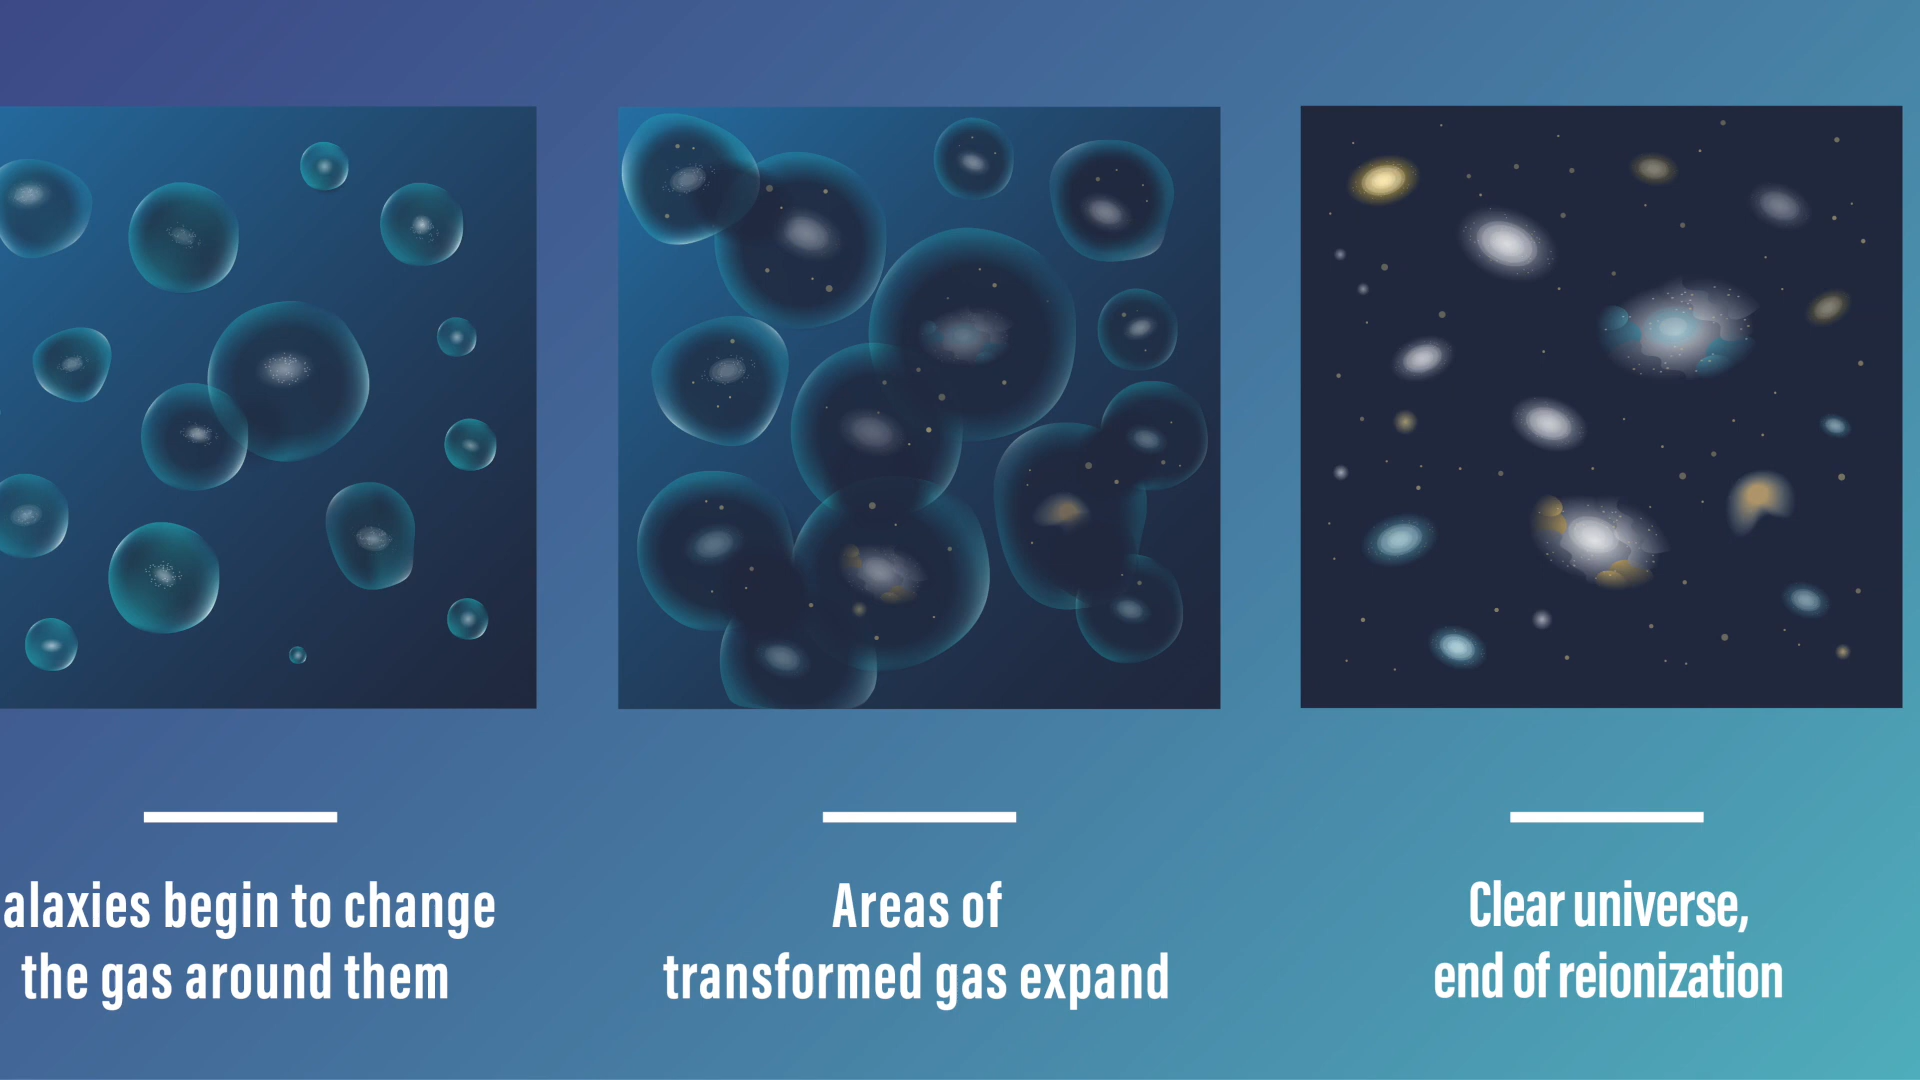 alaxies begin to change
the gas around them
Areas of
transformed gas expand
Clear universe,
end of reionization